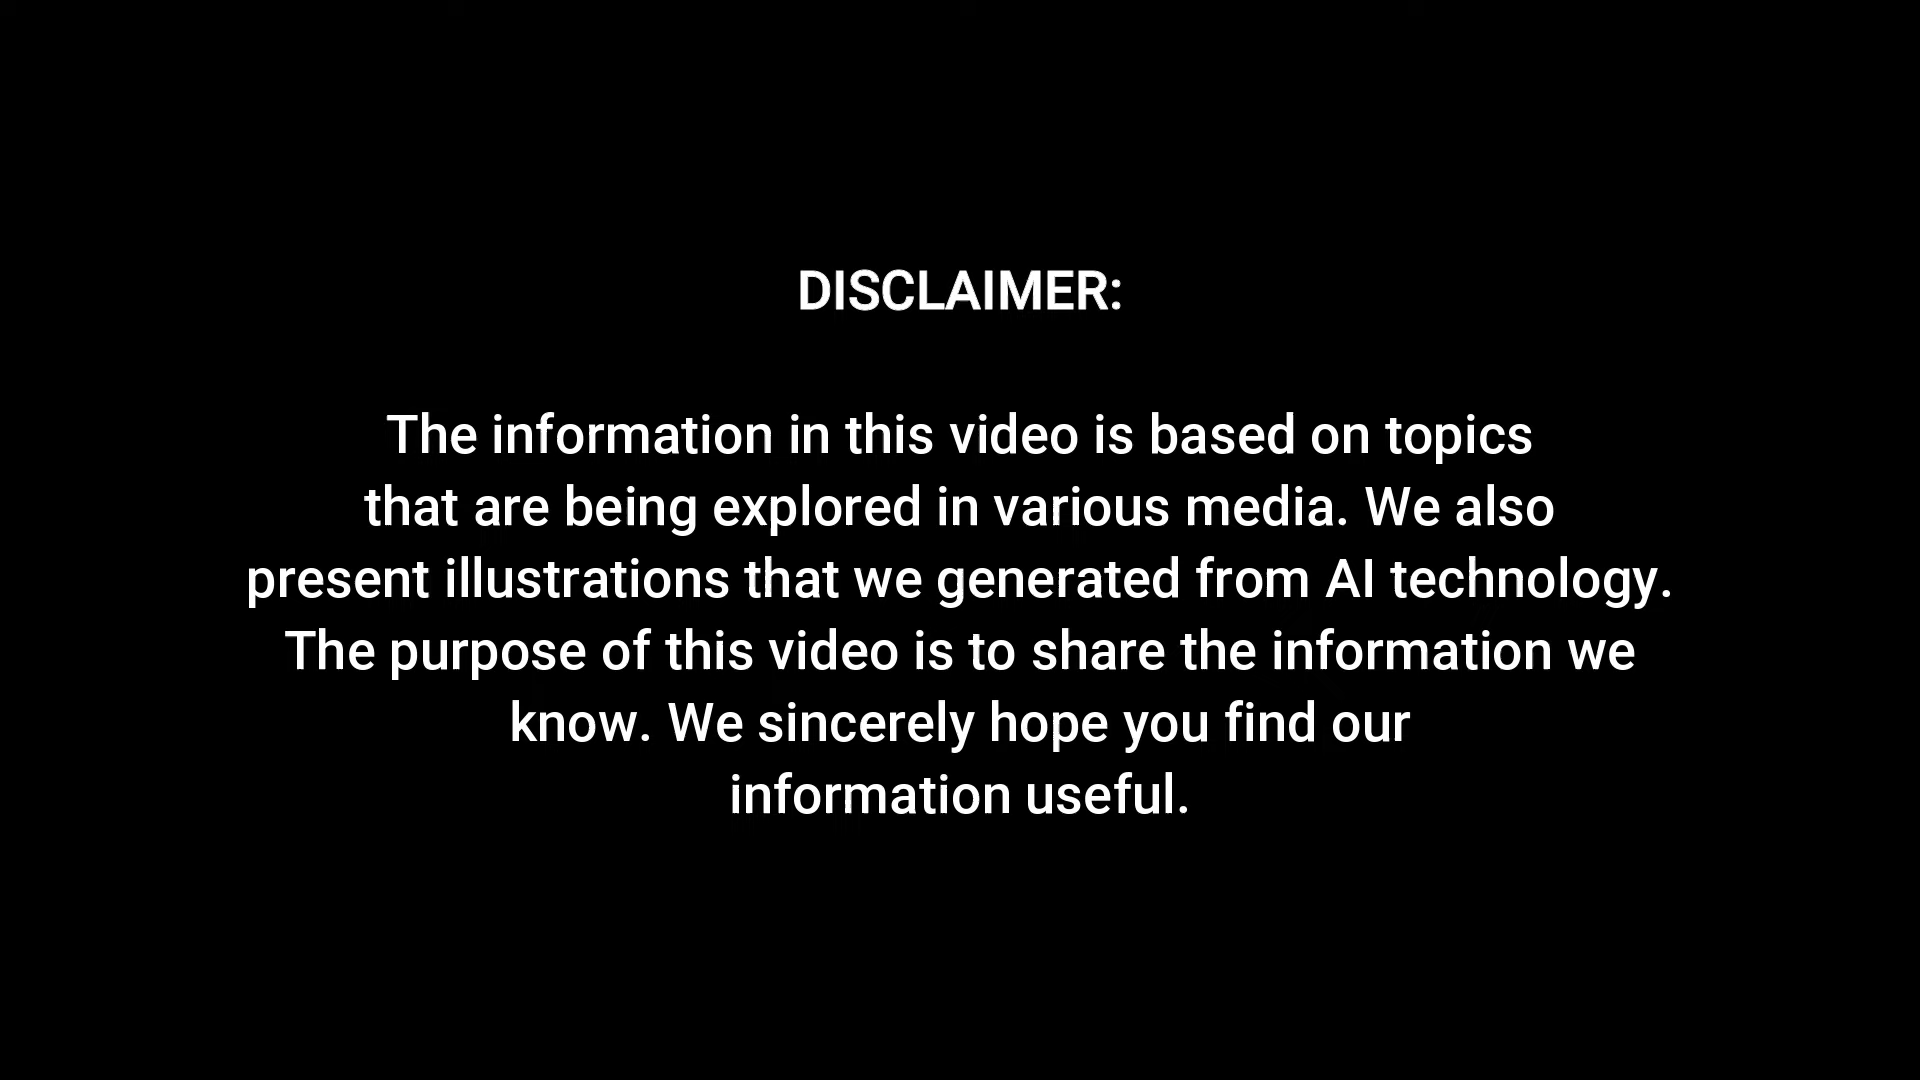 DISCLAIMER:
The information in this video is based on topics
that are being explored in various media. We also
present illustrations that we generated from AI technology.
The purpose of this video is to share the information we
know. We sincerely hope you find our
information useful.